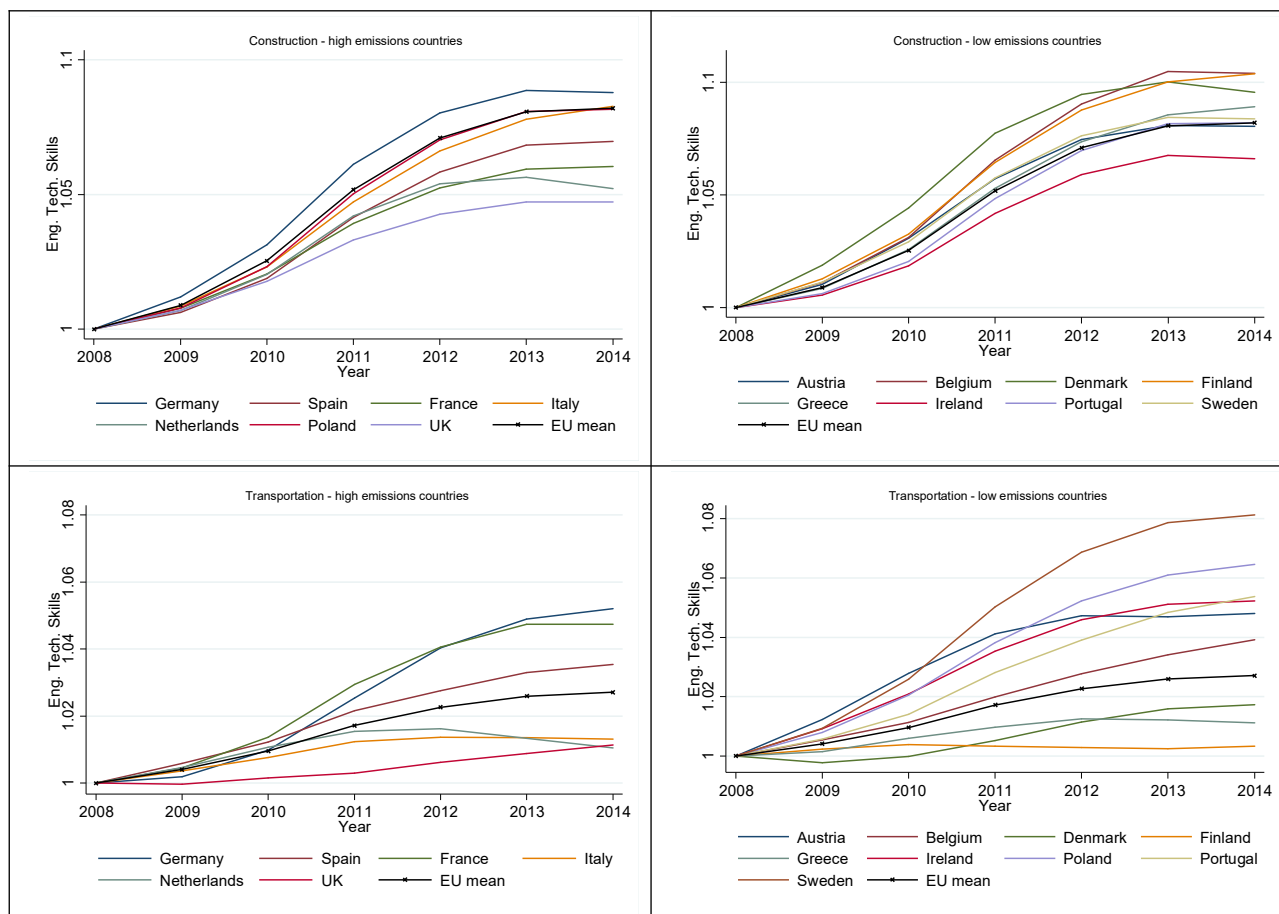 Construction - high emissions countries
Eng. Tech. Skills
1.1
1.05
1
2008 2009 2010 2011 2012 2013 2014
Year
Germany Spain France Italy
Netherlands Poland UK EU mean
Construction - low emissions countries
Eng. Tech. Skills
1.1
1.05
1
2008 2009 2010 2011 2012 2013 2014
Year
Austria Belgium Denmark Finland
Greece Ireland Portugal Sweden
EU mean
Transportation - high emissions countries
Eng. Tech. Skills
1.08
1.06
1.04
1.02
1
2008 2009 2010 2011 2012 2013 2014
Year
Germany Spain France Italy
Netherlands UK EU mean
Transportation - low emissions countries
Eng. Tech. Skills
1.08
1.06
1.04
1.02
1
2008 2009 2010 2011 2012 2013 2014
Year
Austria Belgium Denmark Finland
Greece Ireland Poland Portugal
Sweden EU mean